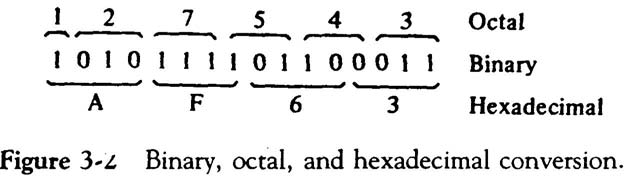 1 2 7 5 4 3 Octal
1 0 1 0 1 1 1 1 0 1 1 0 0 0 1 1 Binary
A F 6 3 Hexadecimal
Figure 3-2 Binary, octal, and hexadecimal conversion.